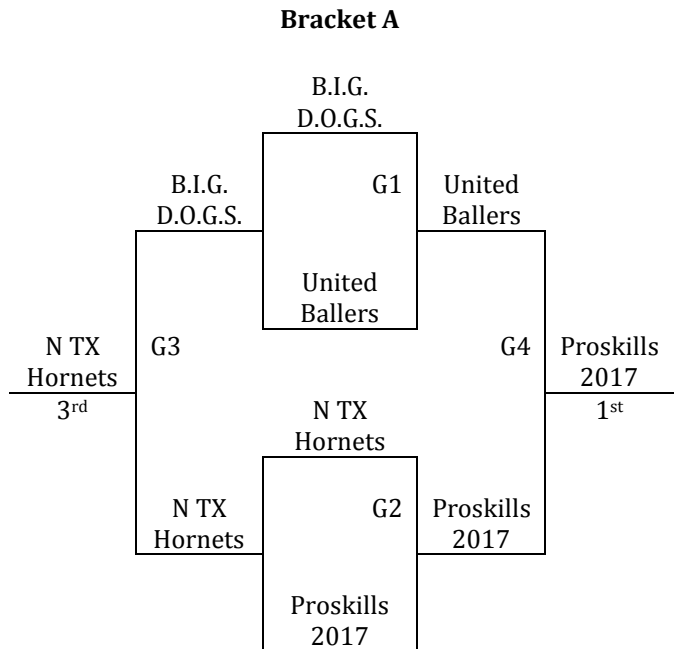 Bracket A
B.I.G.
D.O.G.S.
B.I.G.
D.O.G.S.
G1
United
Ballers
United
Ballers
N TX
Hornets
3rd
G3
G4
Proskills
2017
1st
N TX
Hornets
N TX
Hornets
G2
Proskills
2017
Proskills
2017